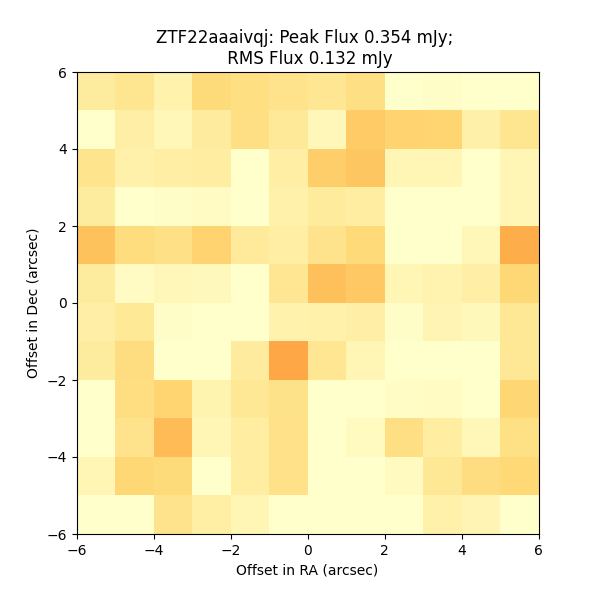 ZTF22aaaivqj: Peak Flux 0.354 mJy;
RMS Flux 0.132 mJy
6
4
2
0
−2
−4
−6
Offset in Dec (arcsec)
−6 −4 −2 0 2 4 6
Offset in RA (arcsec)